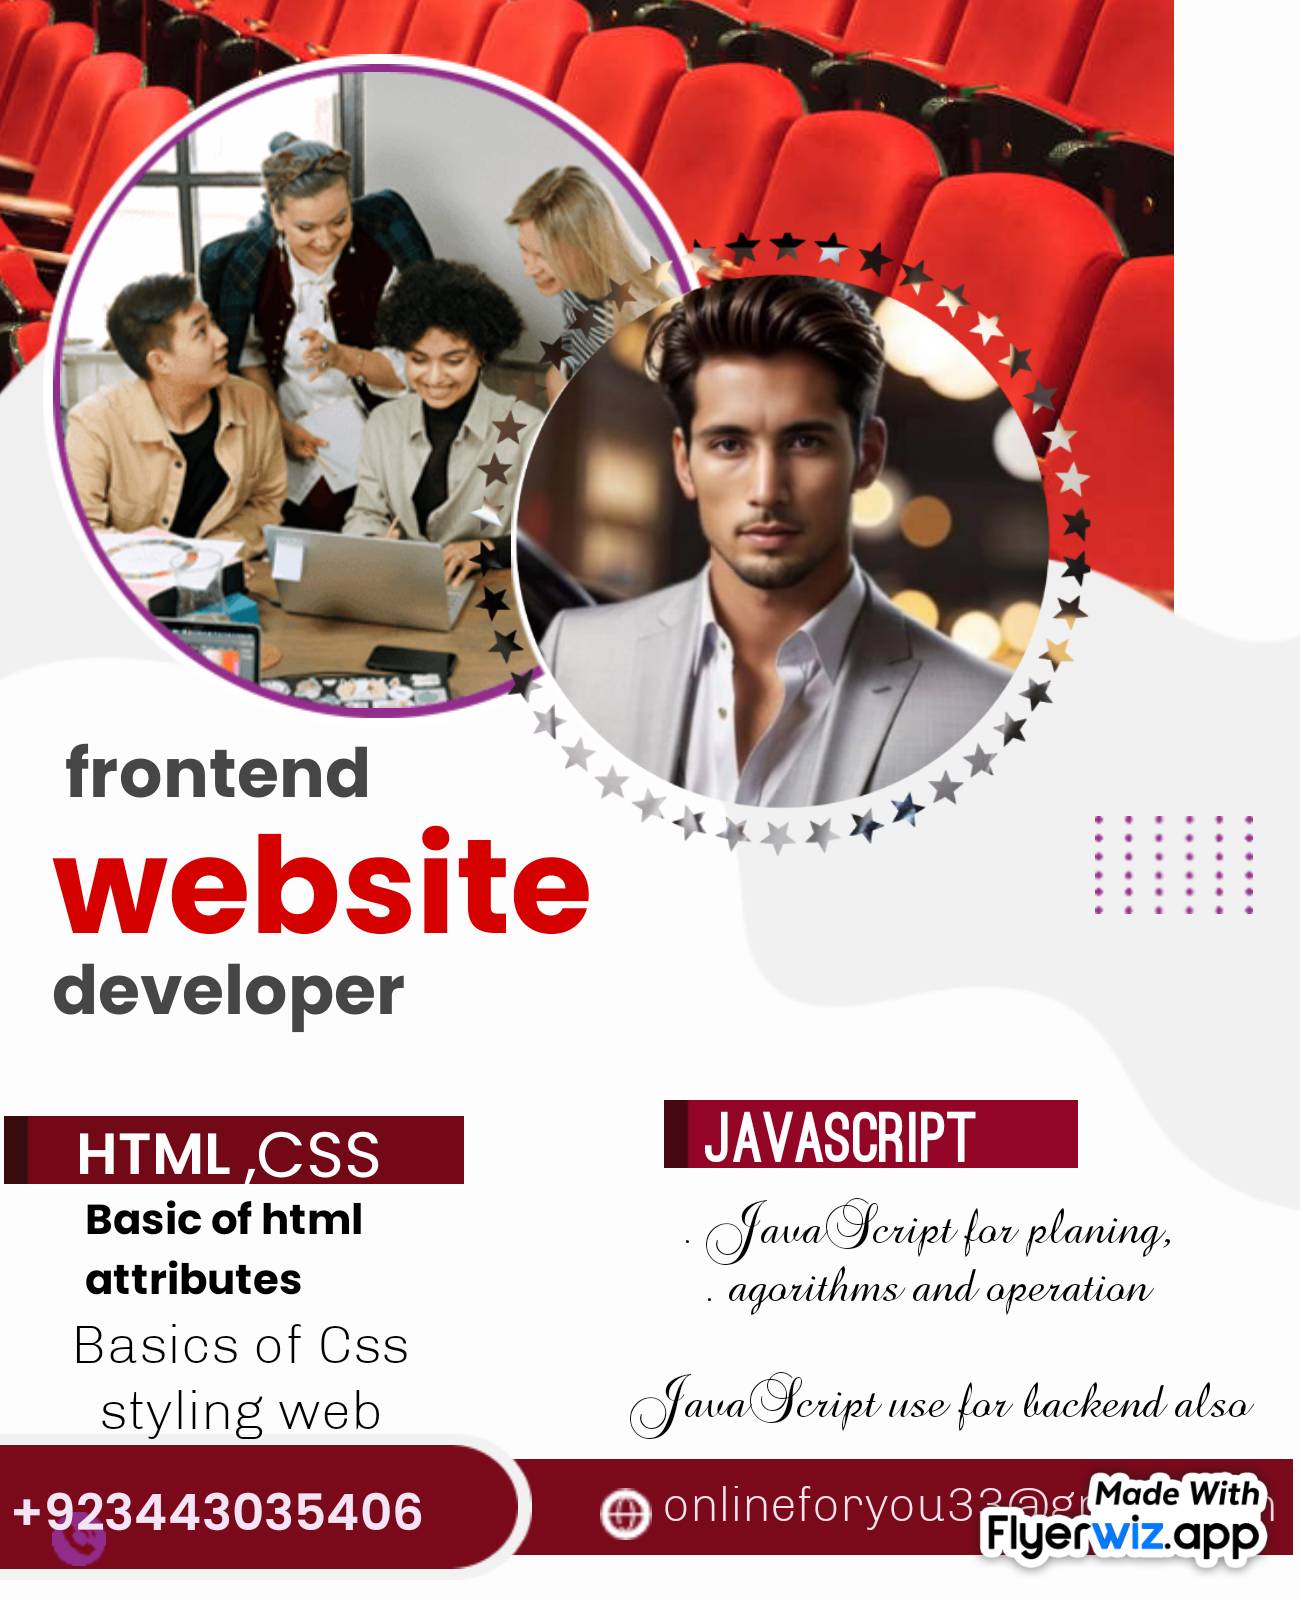 frontend
website
developer
HTML ,CSS
Basic of html
attributes
Basics of Css
styling web
JAVASCRIPT
. JavaScript for planing,
. agorithms and operation
JavaScript use for backend also
+923443035406
onlineforyou33@g
Made With
Flyerwiz.app